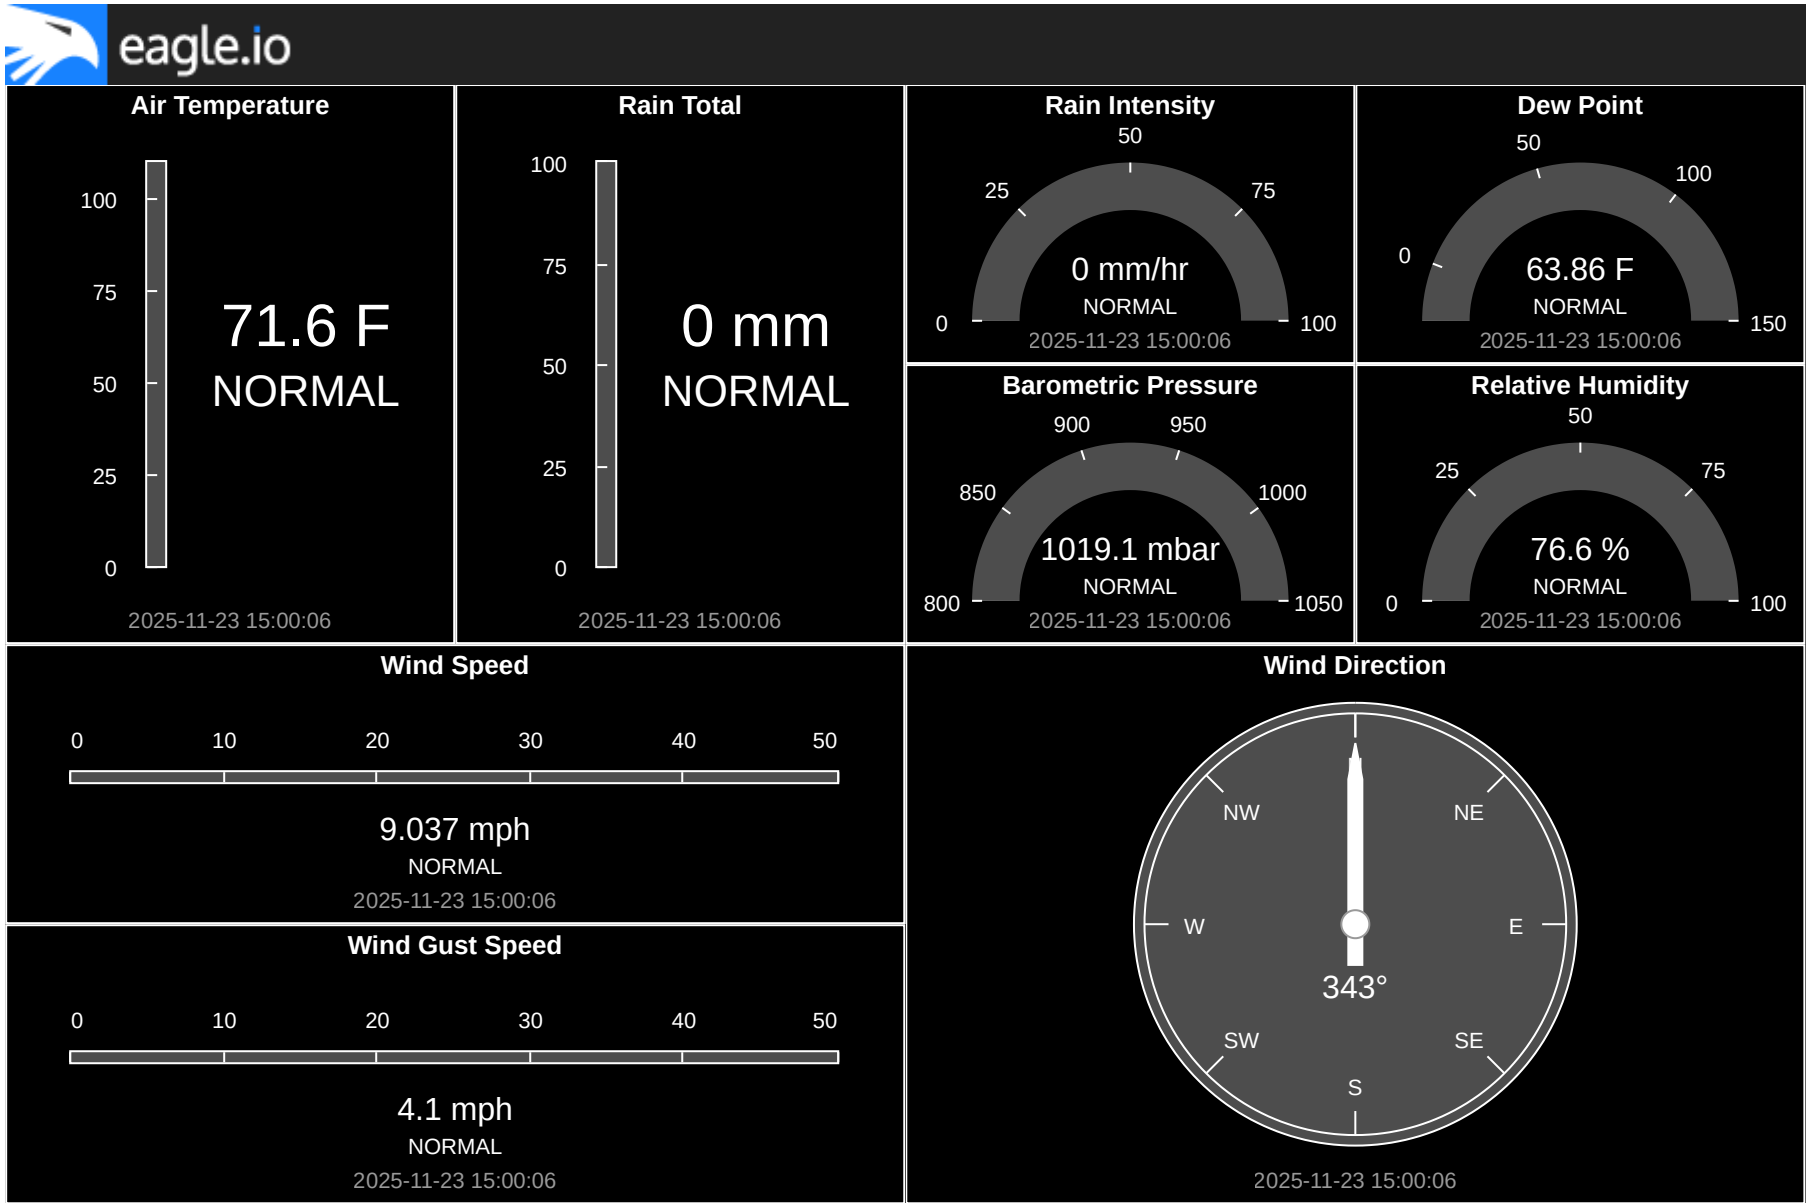 eagle.io
Air Temperature
100
75
50
25
0
71.6 F
NORMAL
2025-11-23 15:00:06
Rain Total
100
75
50
25
0
0 mm
NORMAL
2025-11-23 15:00:06
Rain Intensity
0
25
50
75
100
0 mm/hr
NORMAL
2025-11-23 15:00:06
Dew Point
0
50
100
150
63.86 F
NORMAL
2025-11-23 15:00:06
Barometric Pressure
800
850
900
950
1000
1050
1019.1 mbar
NORMAL
2025-11-23 15:00:06
Relative Humidity
0
25
50
75
100
76.6 %
NORMAL
2025-11-23 15:00:06
Wind Speed
0 10 20 30 40 50
9.037 mph
NORMAL
2025-11-23 15:00:06
Wind Gust Speed
0 10 20 30 40 50
4.1 mph
NORMAL
2025-11-23 15:00:06
Wind Direction
NW NE
W E
343°
SW SE
S
2025-11-23 15:00:06